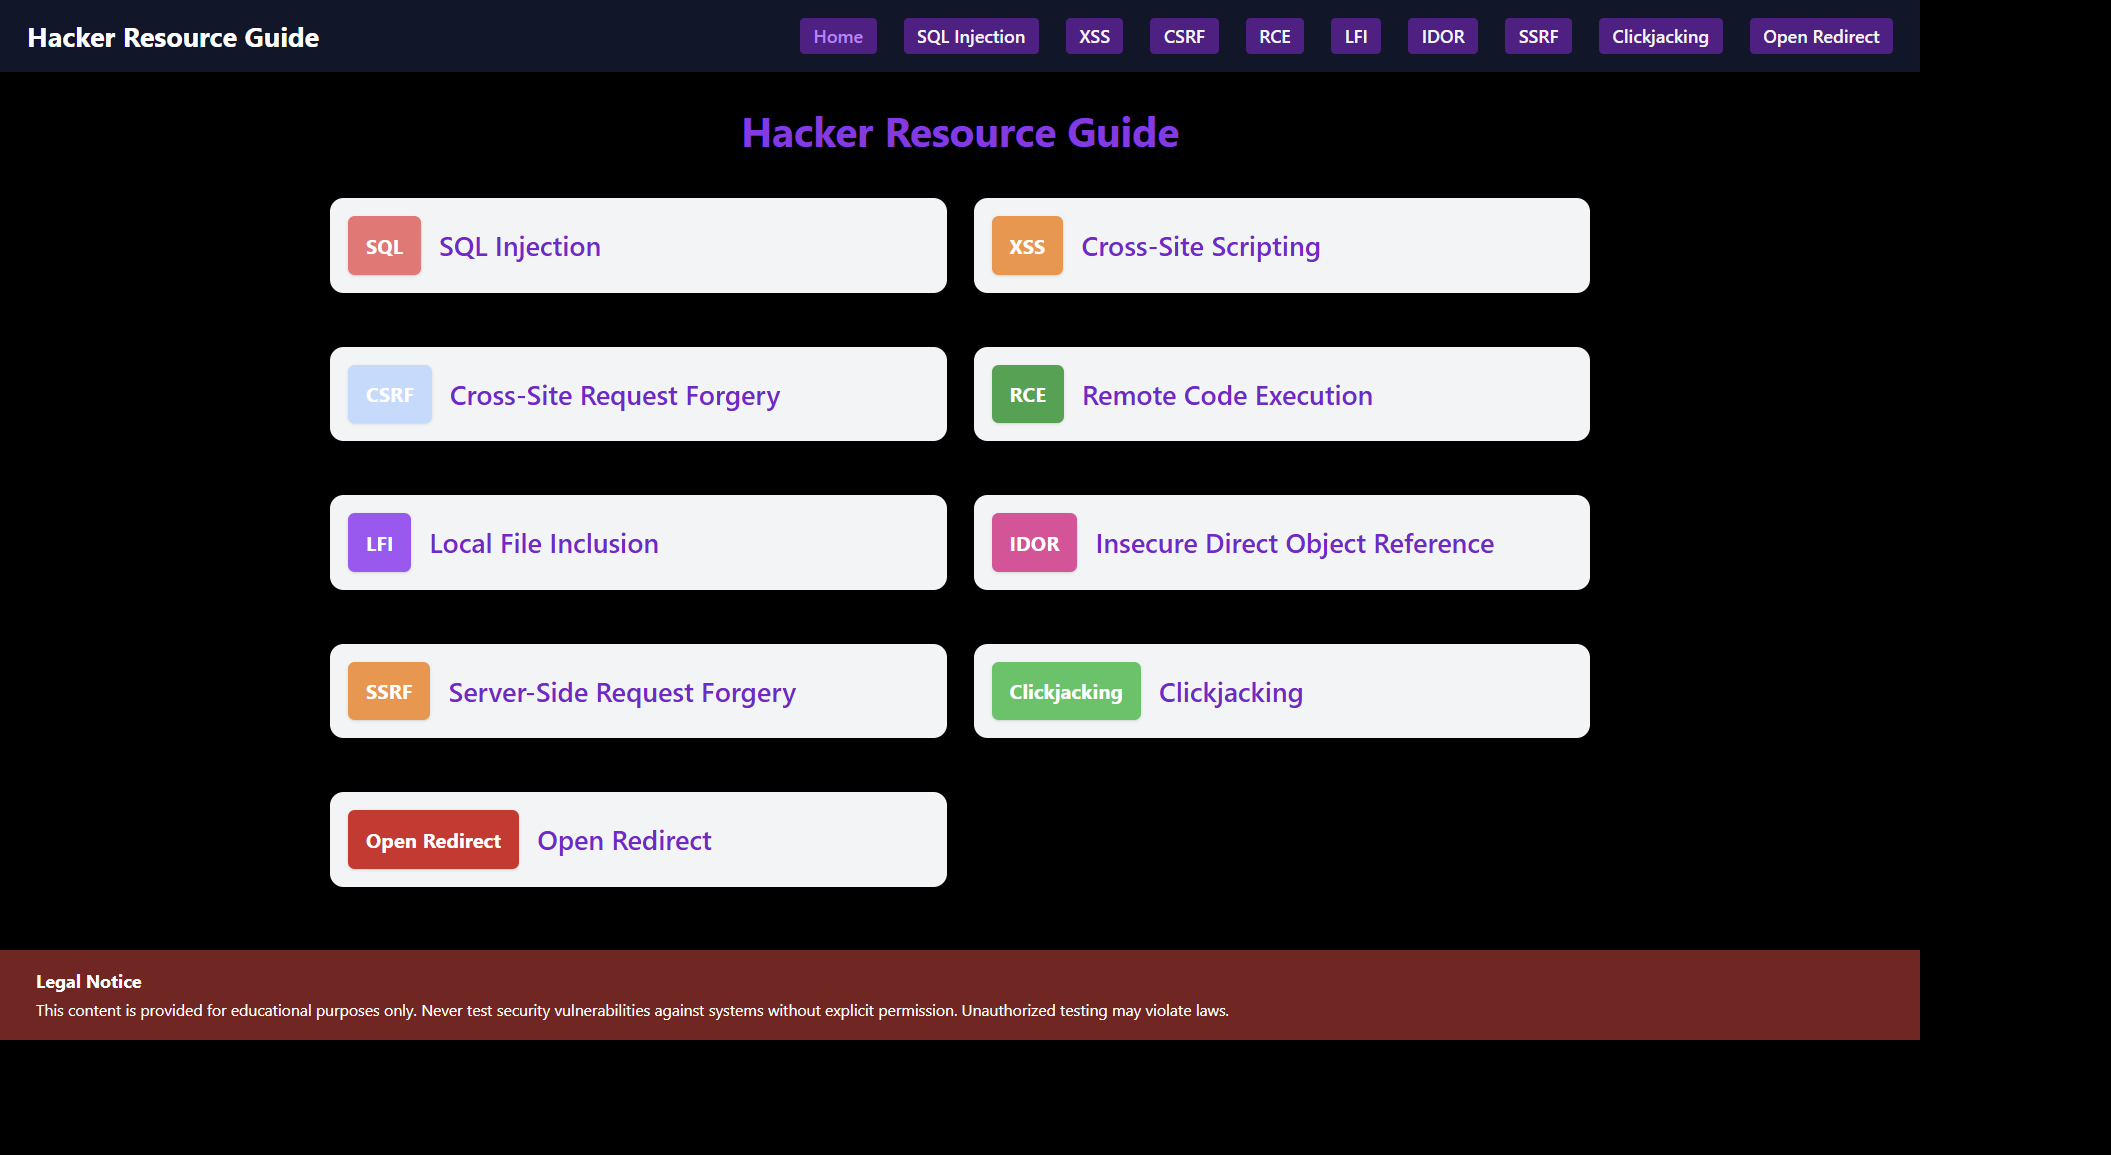 Hacker Resource Guide
Home SQL Injection XSS CSRF RCE LFI IDOR SSRF Clickjacking Open Redirect
Hacker Resource Guide
SQL SQL Injection
XSS Cross-Site Scripting
CSRF Cross-Site Request Forgery
RCE Remote Code Execution
LFI Local File Inclusion
IDOR Insecure Direct Object Reference
SSRF Server-Side Request Forgery
Clickjacking Clickjacking
Open Redirect Open Redirect
Legal Notice
This content is provided for educational purposes only. Never test security vulnerabilities against systems without explicit permission. Unauthorized testing may violate laws.